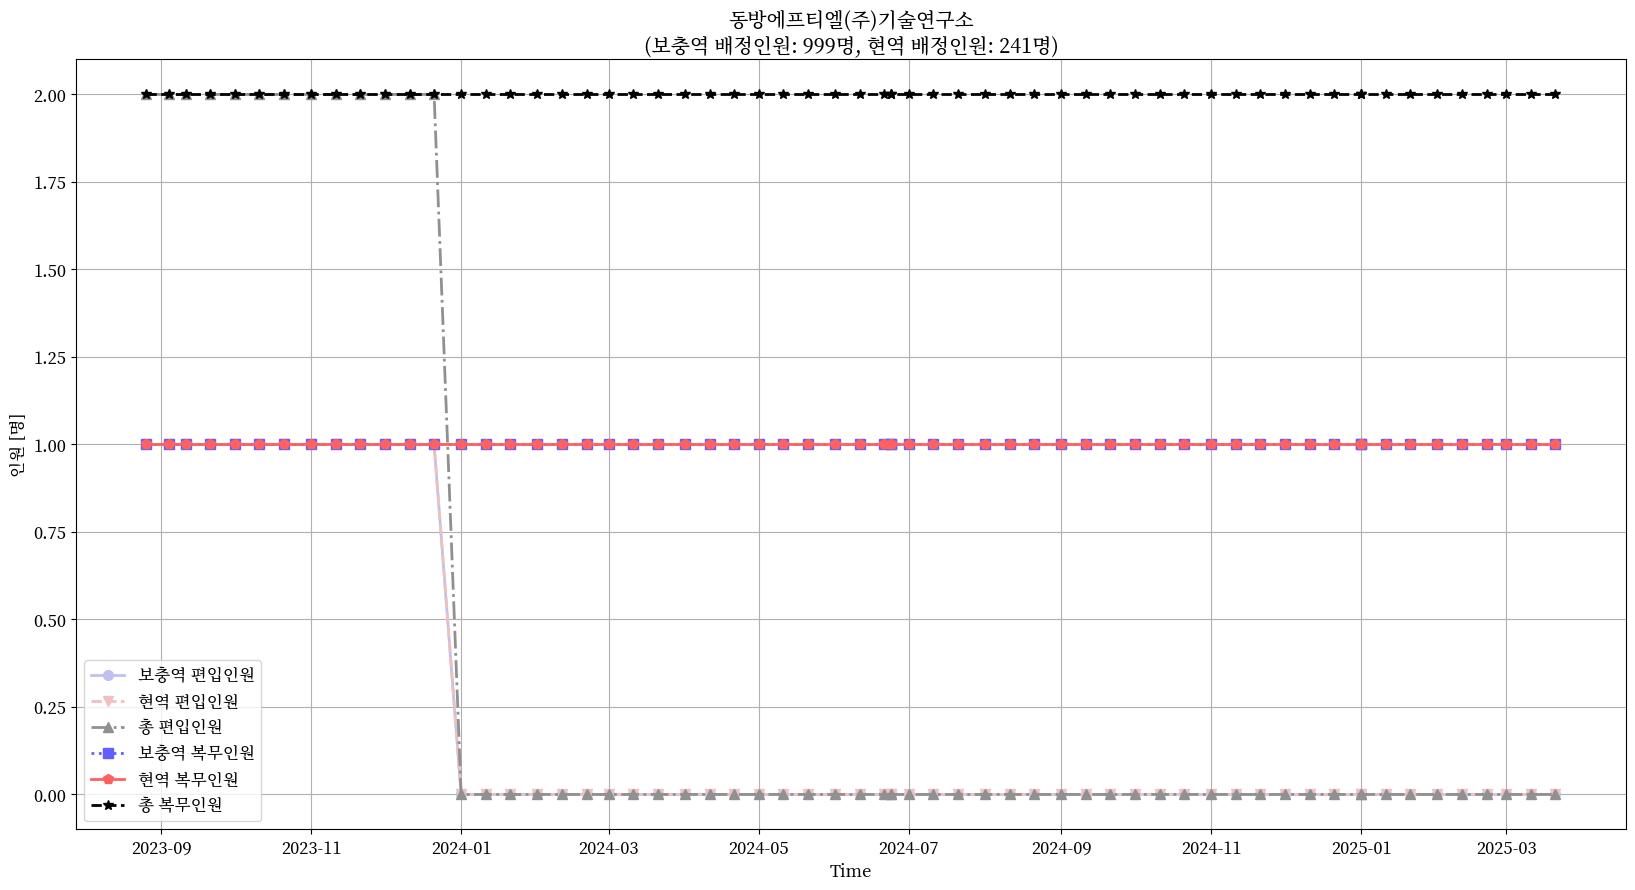 동방에프티엘(주)기술연구소
(보충역 배정인원: 999명, 현역 배정인원: 241명)
인원 [명]
2.00
1.75
1.50
1.25
1.00
0.75
0.50
0.25
0.00
보충역 편입인원
현역 편입인원
총 편입인원
보충역 복무인원
현역 복무인원
총 복무인원
2023-09 2023-11 2024-01 2024-03 2024-05 2024-07 2024-09 2024-11 2025-01 2025-03
Time